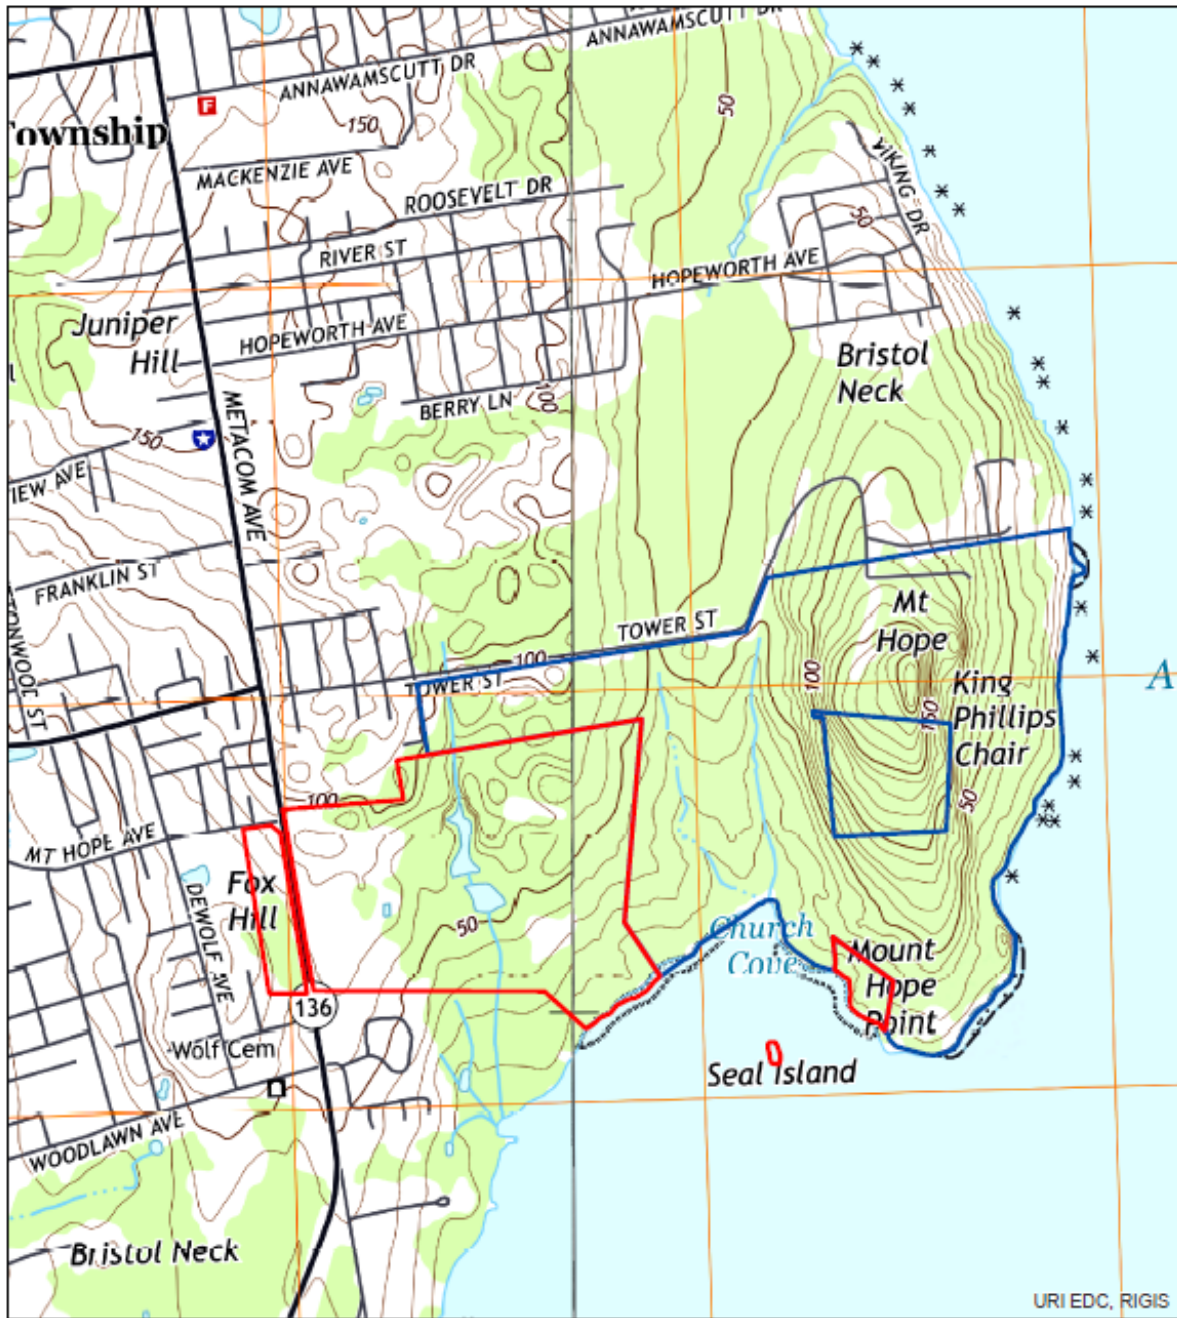 ANNAWAMSCUTT DR
ANNAWAMSCUTT DR
F
Township
150
50
MACKENZIE AVE
VIKING DR
ROOSEVELT DR
50
RIVER ST
HOPEWORTH AVE
Juniper
Hill
HOPEWORTH AVE
Bristol
Neck
BERRY LN
100
150
METACOM AVE
VIEW AVE
FRANKLIN ST
Mt
Hope
TOWER ST
100
TOWER ST
100
King
Phillips
Chair
150
A
50
100
MT HOPE AVE
Fox
Hill
DEWOLF AVE
50
Church
Cove
Mount
Hope
Point
136
Wolf Cem
Seal Island
WOODLAWN AVE
Bristol Neck
URI EDC, RIGIS